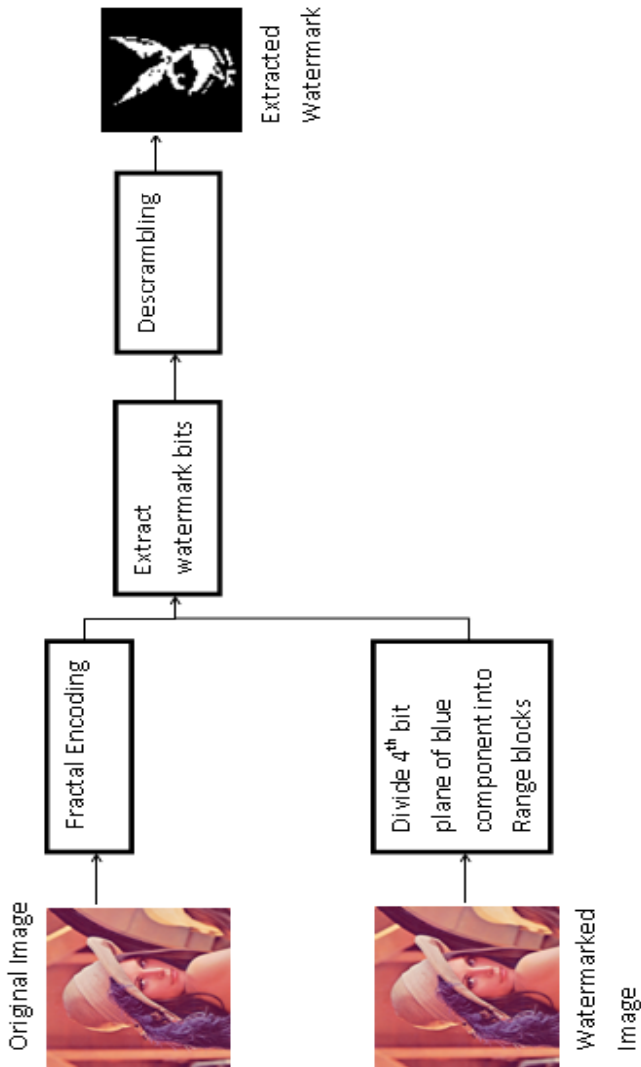 Original Image
Fractal Encoding
Watermarked
Image
Divide 4th bit
plane of blue
component into
Range blocks
Extract
watermark bits
Descrambling
Extracted
Watermark